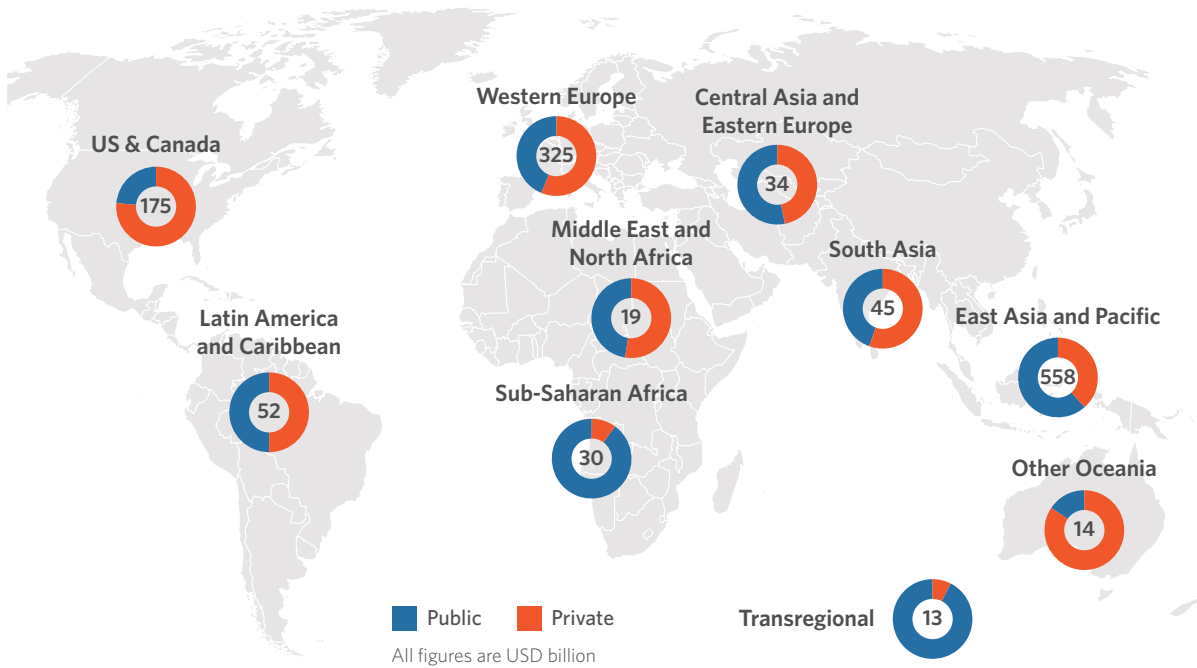 US & Canada
175
Western Europe
325
Central Asia and
Eastern Europe
34
Middle East and
North Africa
19
South Asia
45
Latin America
and Caribbean
52
East Asia and Pacific
558
Sub-Saharan Africa
30
Other Oceania
14
Transregional
13
Public
Private
All figures are USD billion